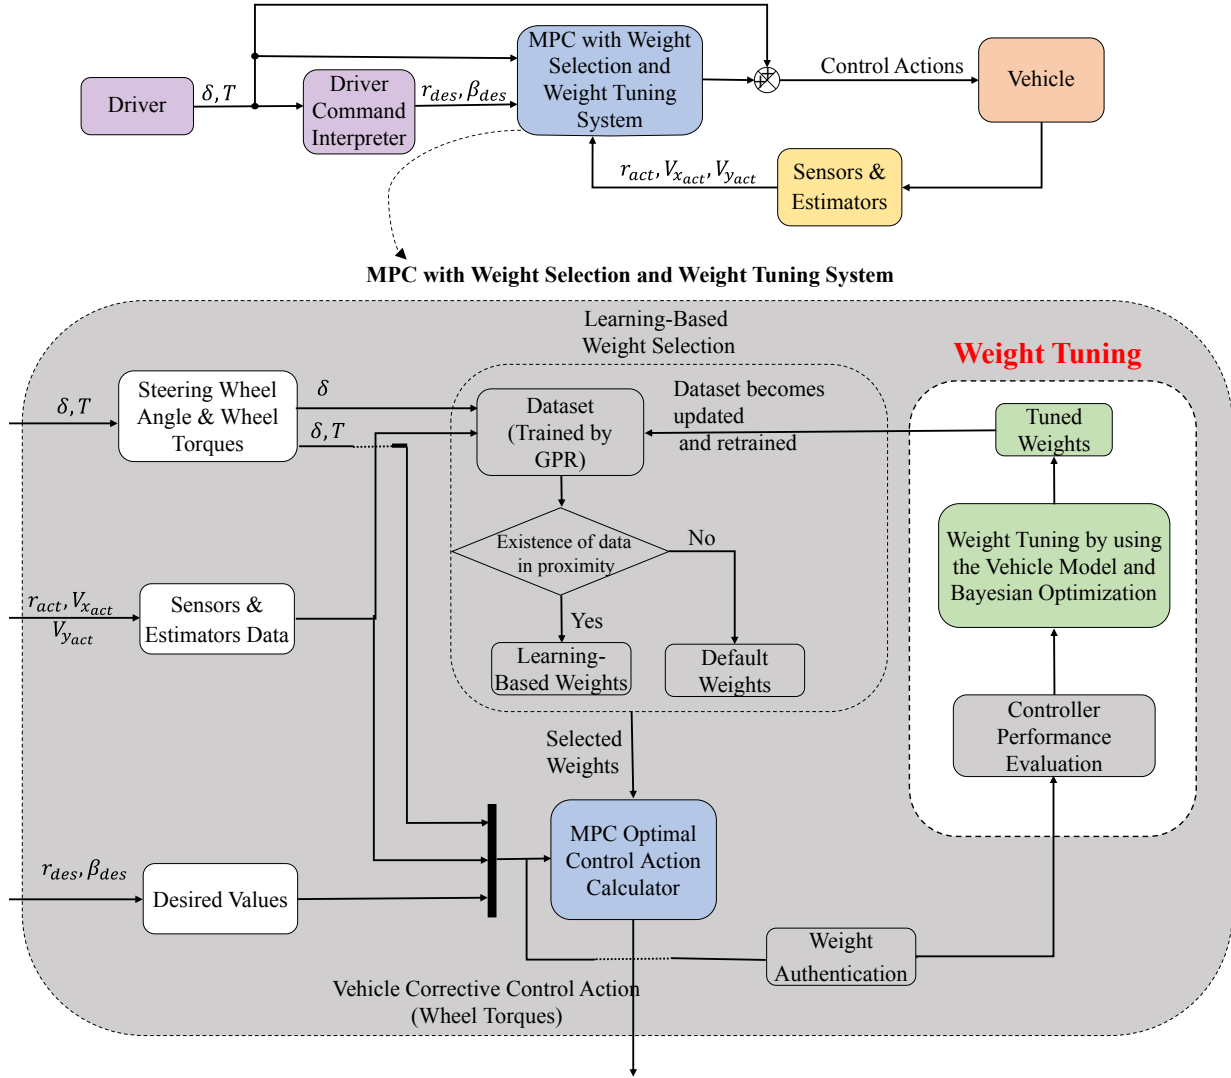 Driver
δ, T
Driver
Command
Interpreter
r_des, β_des
MPC with Weight
Selection and
Weight Tuning
System
Control Actions
Vehicle
Sensors &
Estimators
r_act, V_x_act, V_y_act
MPC with Weight Selection and Weight Tuning System
Learning-Based
Weight Selection
Weight Tuning
δ, T
Steering Wheel
Angle & Wheel
Torques
δ
δ, T
Dataset
(Trained by
GPR)
Dataset becomes
updated
and retrained
Tuned
Weights
Existence of data
in proximity
No
Yes
Weight Tuning by using
the Vehicle Model and
Bayesian Optimization
r_act, V_x_act
V_y_act
Sensors &
Estimators Data
Learning-
Based Weights
Default
Weights
Controller
Performance
Evaluation
Selected
Weights
MPC Optimal
Control Action
Calculator
r_des, β_des
Desired Values
Weight
Authentication
Vehicle Corrective Control Action
(Wheel Torques)